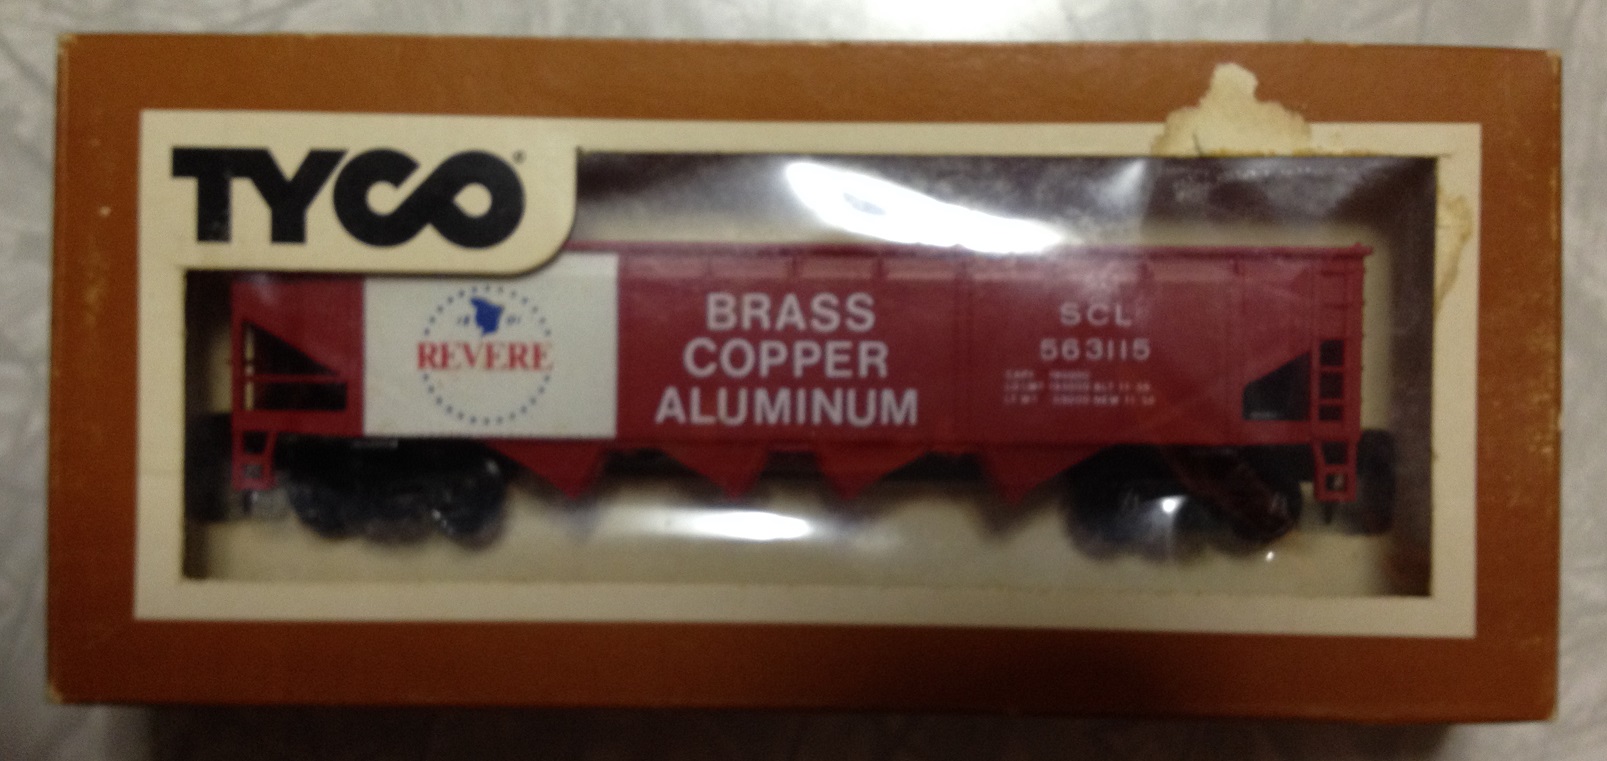 TYCO®
REVERE
BRASS
COPPER
ALUMINUM
SCL
563115